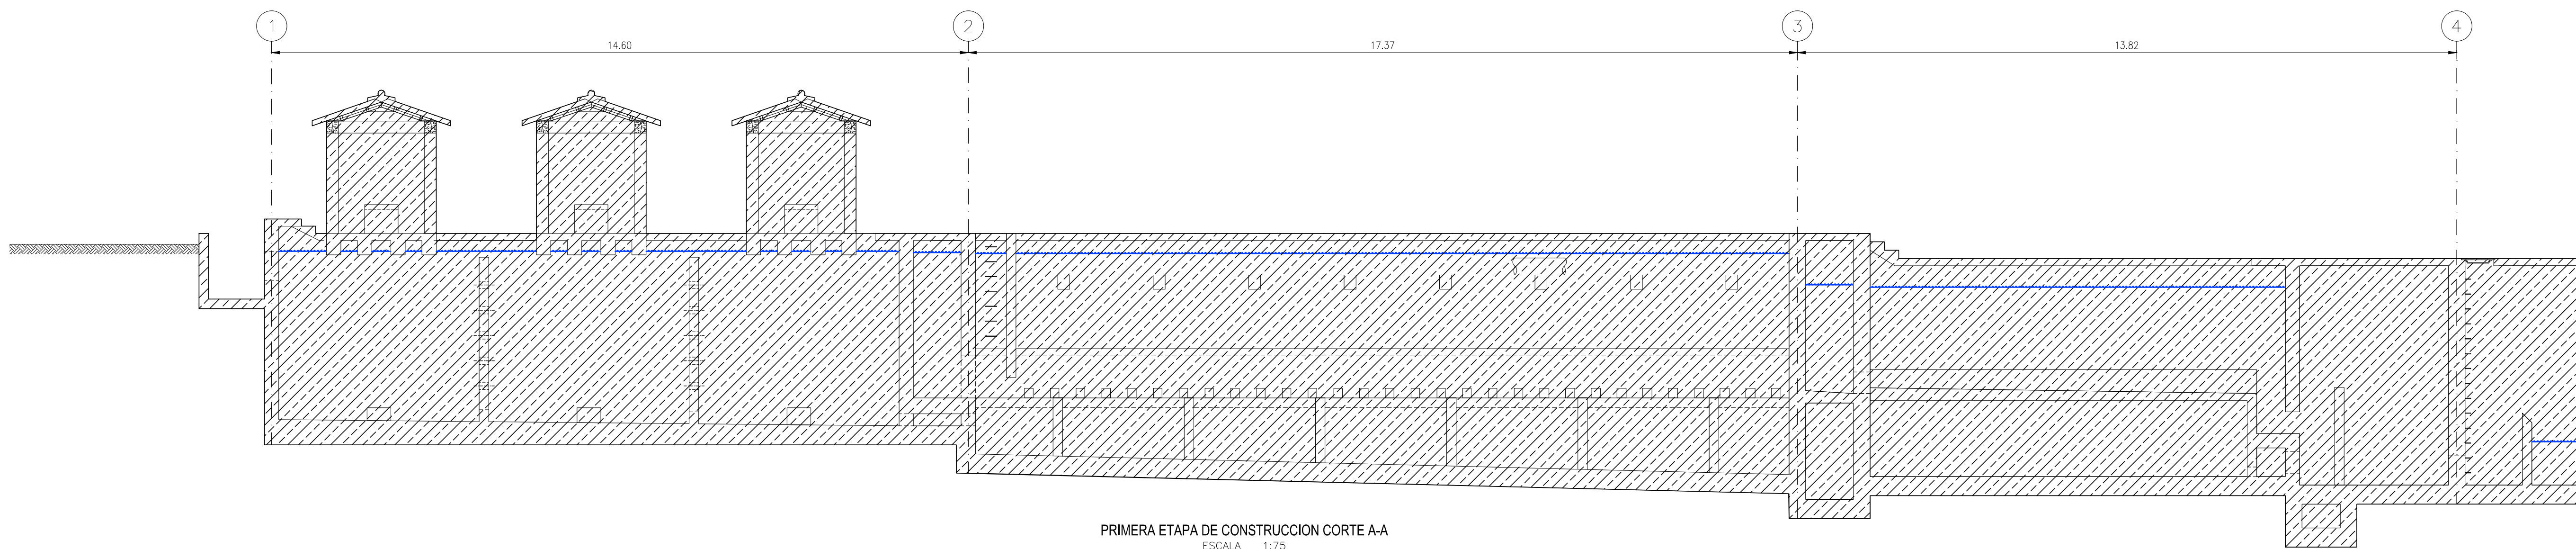 1 2 3 4
14.60 17.37 13.82
PRIMERA ETAPA DE CONSTRUCCION CORTE A-A
ESCALA 1:75